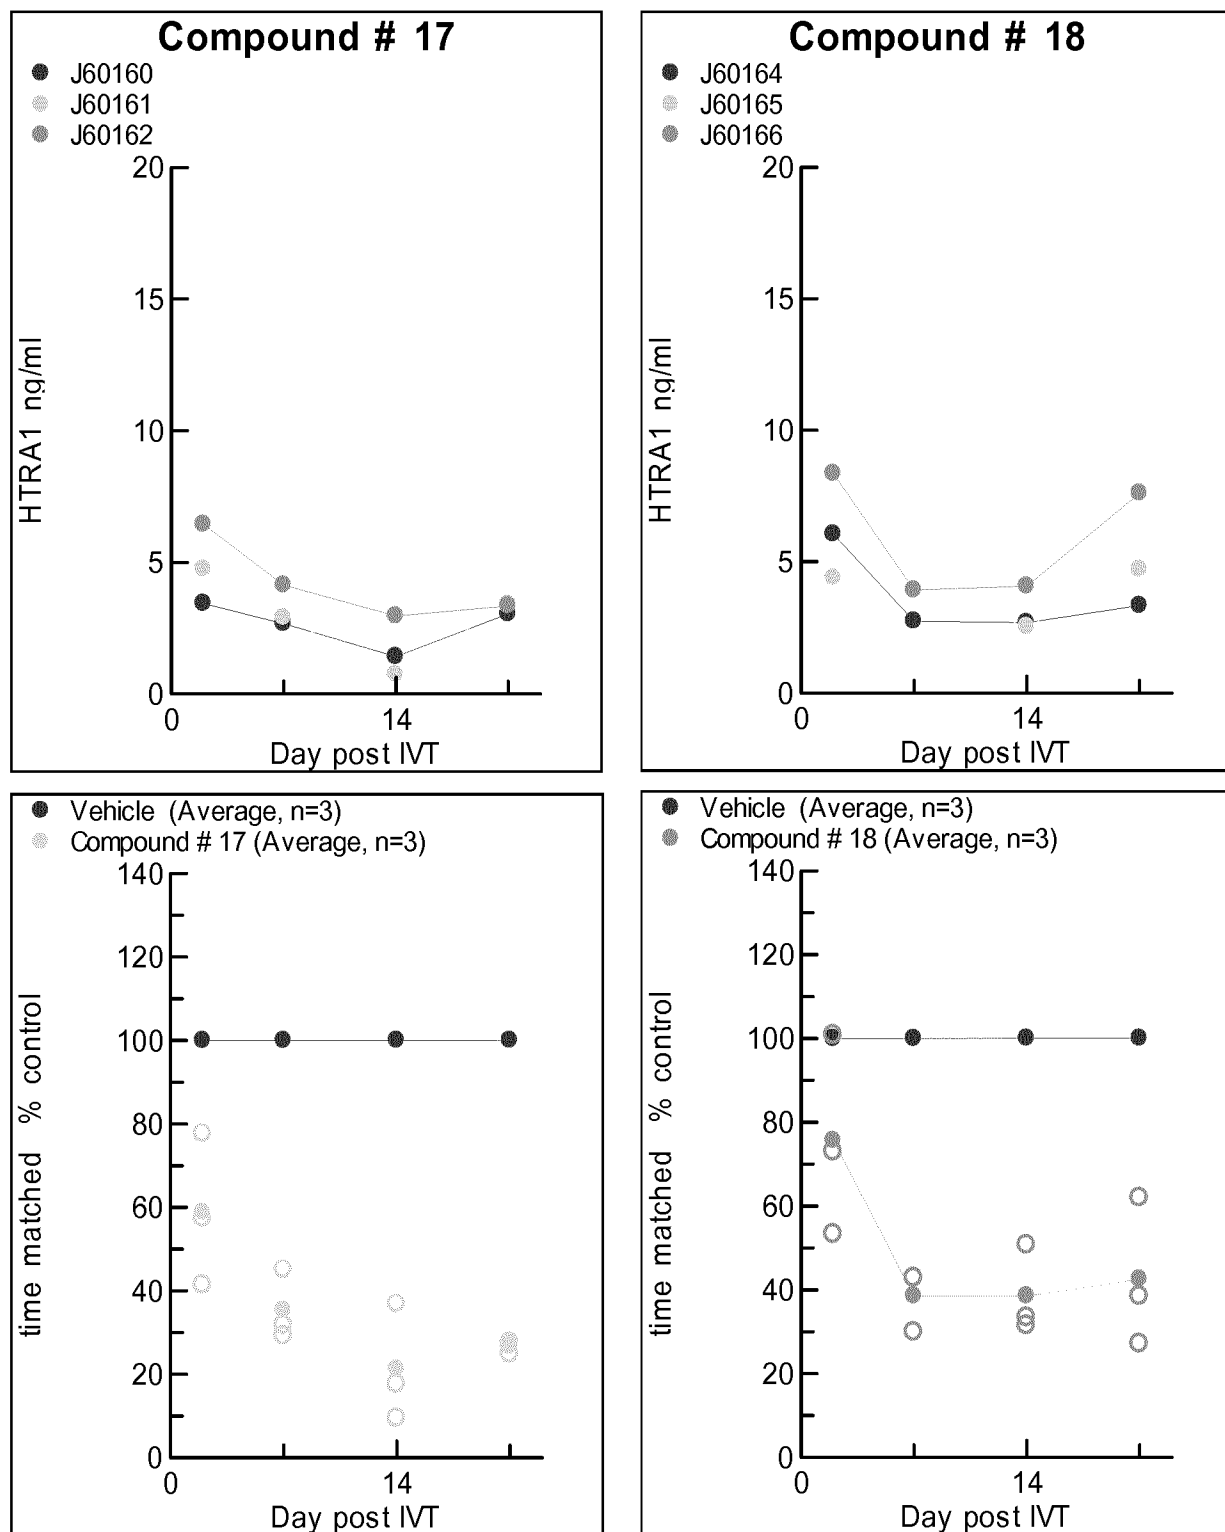 Compound # 17
J60160
J60161
J60162
20
15
10
5
0
HTRA1 ng/ml
0
14
Day post IVT
Compound # 18
J60164
J60165
J60166
20
15
10
5
0
HTRA1 ng/ml
0
14
Day post IVT
Vehicle (Average, n=3)
Compound # 17 (Average, n=3)
140
120
100
80
60
40
20
0
time matched % control
0
14
Day post IVT
Vehicle (Average, n=3)
Compound # 18 (Average, n=3)
140
120
100
80
60
40
20
0
time matched % control
0
14
Day post IVT